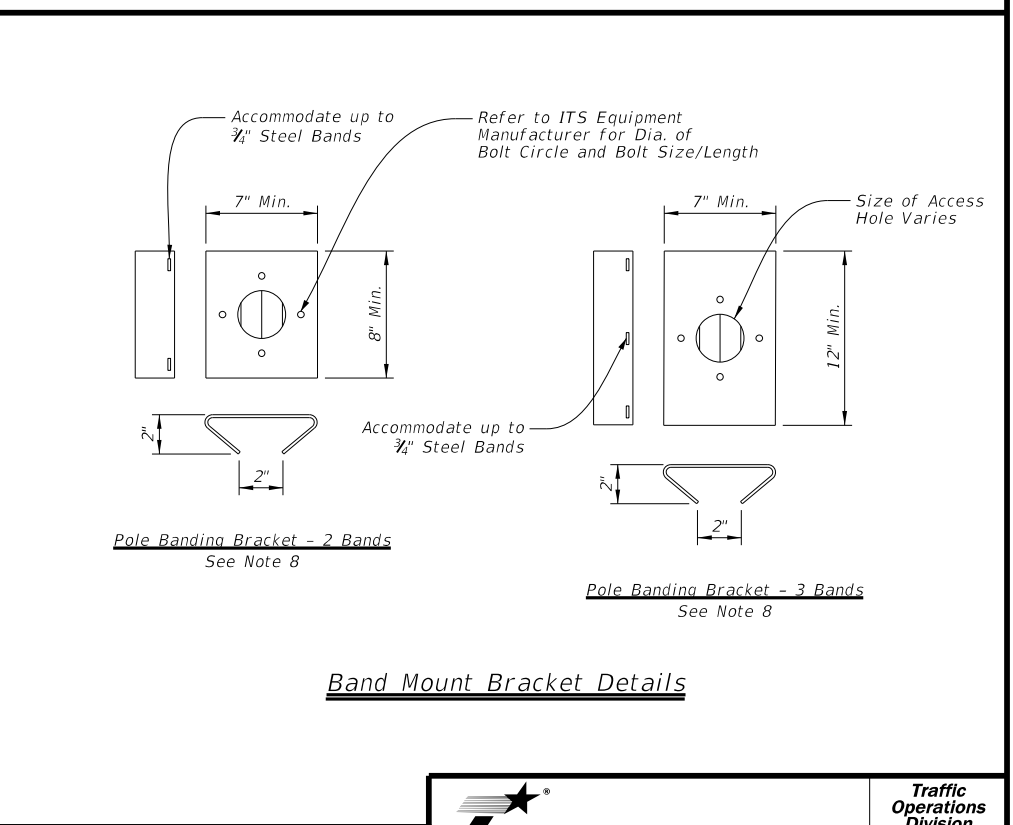 Accommodate up to
3/4" Steel Bands
Refer to ITS Equipment
Manufacturer for Dia. of
Bolt Circle and Bolt Size/Length
7" Min.
8" Min.
2"
2"
Pole Banding Bracket - 2 Bands
See Note 8
7" Min.
Size of Access
Hole Varies
12" Min.
Accommodate up to
3/4" Steel Bands
2"
2"
Pole Banding Bracket - 3 Bands
See Note 8
Band Mount Bracket Details
®
Traffic
Operations
Division